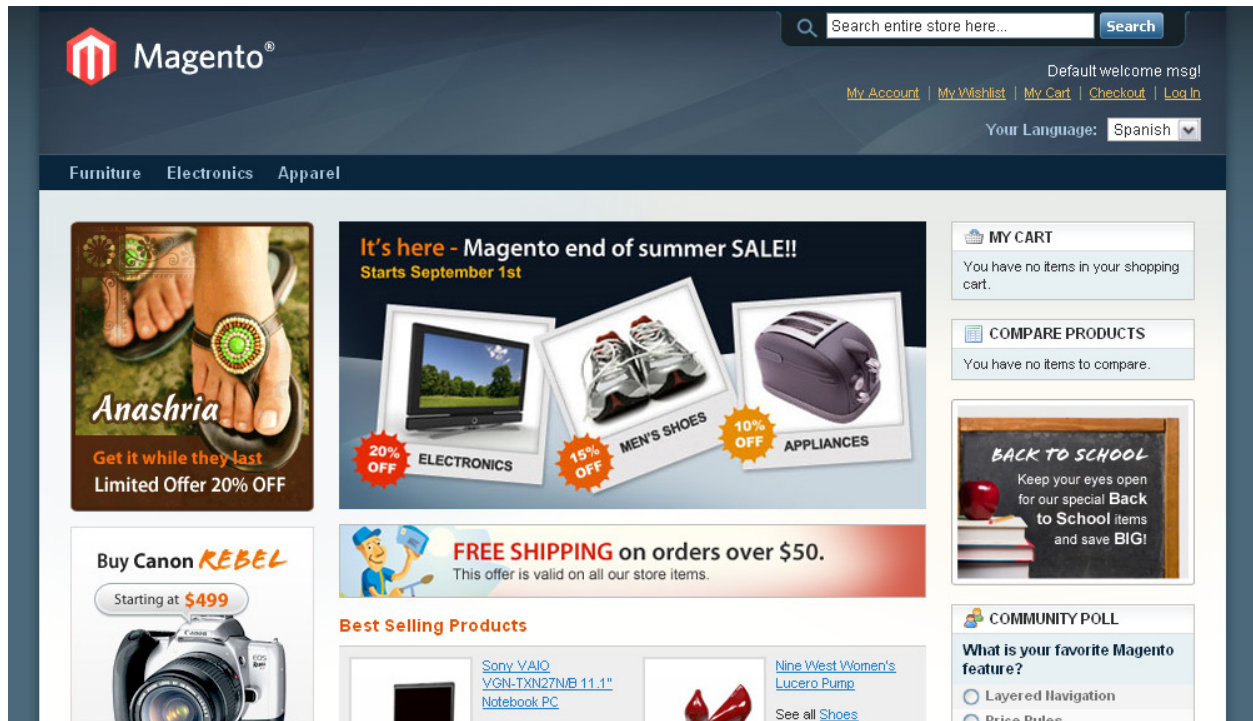 Magento®
Search entire store here...
Search
Default welcome msg!
My Account | My Wishlist | My Cart | Checkout | Log In
Your Language: Spanish
Furniture Electronics Apparel
Anashria
Get it while they last
Limited Offer 20% OFF
Buy Canon REBEL
Starting at $499
Canon
EOS
It's here - Magento end of summer SALE!!
Starts September 1st
20%
OFF
ELECTRONICS
15%
OFF
MEN'S SHOES
10%
OFF
APPLIANCES
FREE SHIPPING on orders over $50.
This offer is valid on all our store items.
Best Selling Products
Sony VAIO
VGN-TXN27N/B 11.1"
Notebook PC
Nine West Women's
Lucero Pump
See all Shoes
MY CART
You have no items in your shopping
cart.
COMPARE PRODUCTS
You have no items to compare.
BACK TO SCHOOL
Keep your eyes open
for our special Back
to School items
and save BIG!
COMMUNITY POLL
What is your favorite Magento
feature?
Layered Navigation
Price Rules